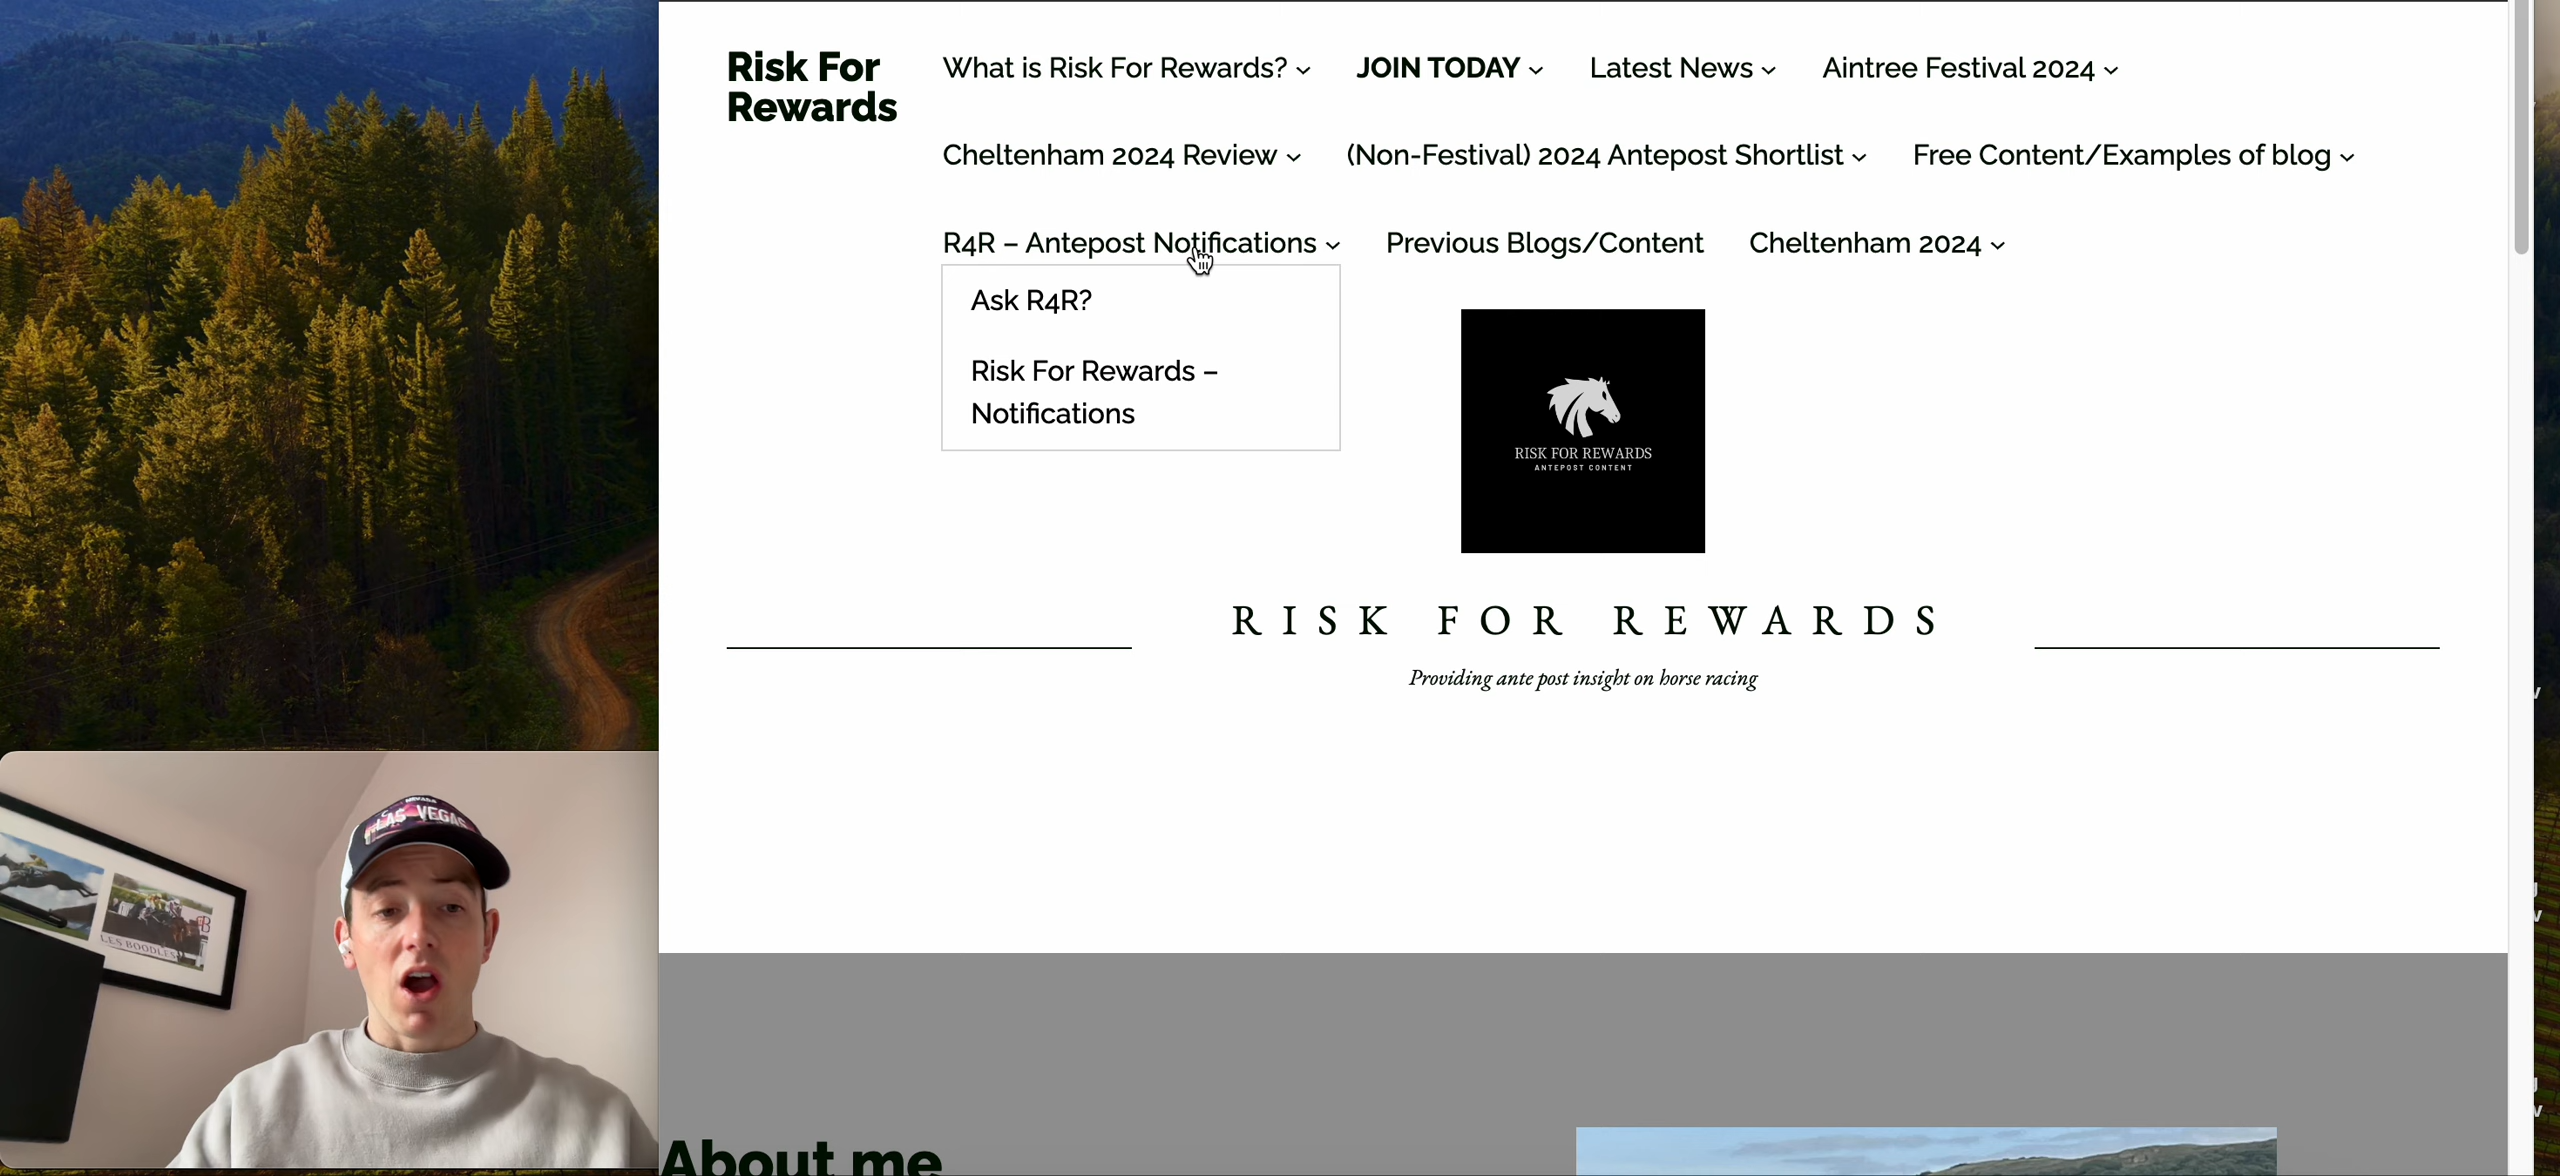 Risk For
Rewards
What is Risk For Rewards?
JOIN TODAY
Latest News
Aintree Festival 2024
Cheltenham 2024 Review
(Non-Festival) 2024 Antepost Shortlist
Free Content/Examples of blog
R4R – Antepost Notifications
Previous Blogs/Content
Cheltenham 2024
Ask R4R?
Risk For Rewards –
Notifications
RISK FOR REWARDS
ANTEPOST CONTENT
RISK FOR REWARDS
Providing ante post insight on horse racing
NEVADA
LAS VEGAS
LES BOODLES
About me